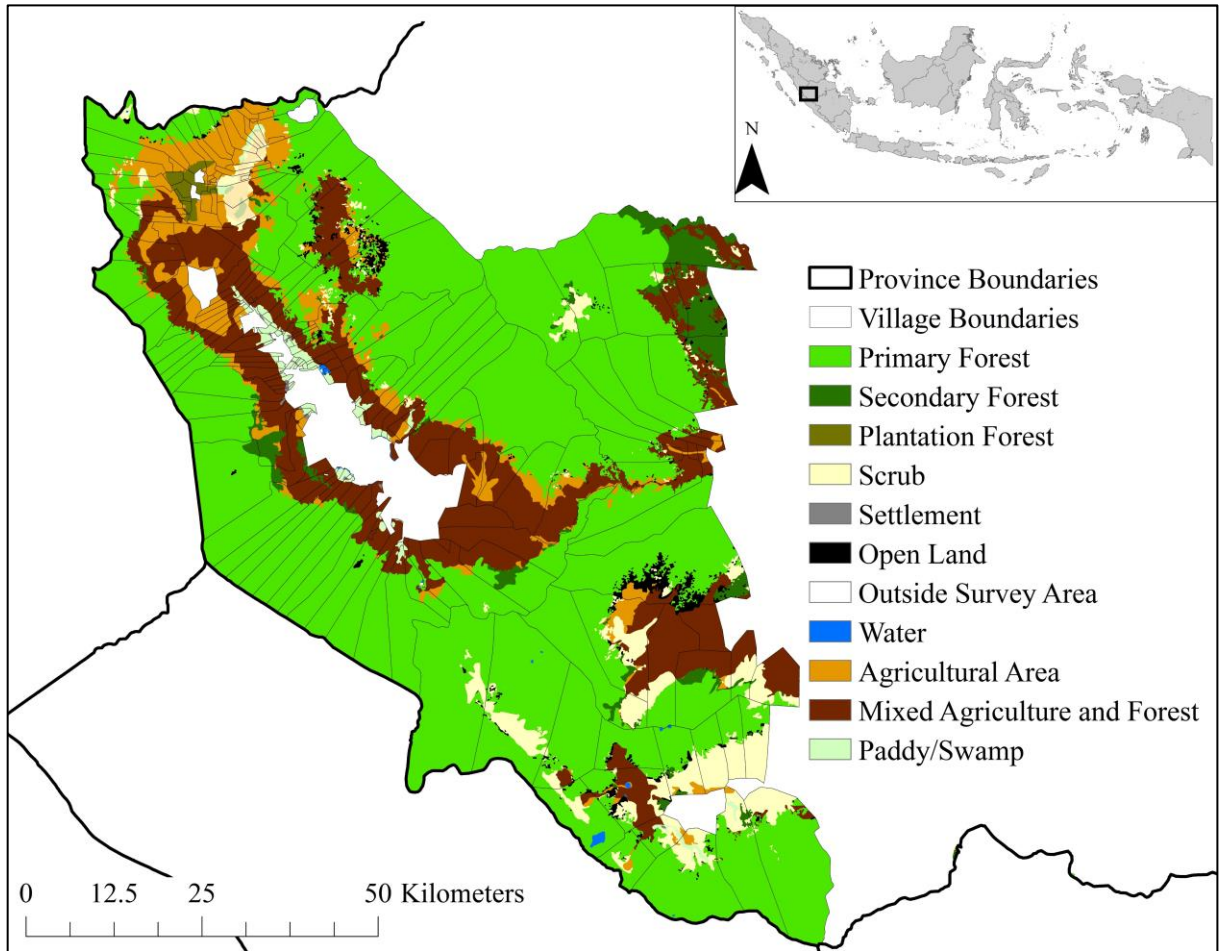 N
Province Boundaries
Village Boundaries
Primary Forest
Secondary Forest
Plantation Forest
Scrub
Settlement
Open Land
Outside Survey Area
Water
Agricultural Area
Mixed Agriculture and Forest
Paddy/Swamp
0 12.5 25 50 Kilometers